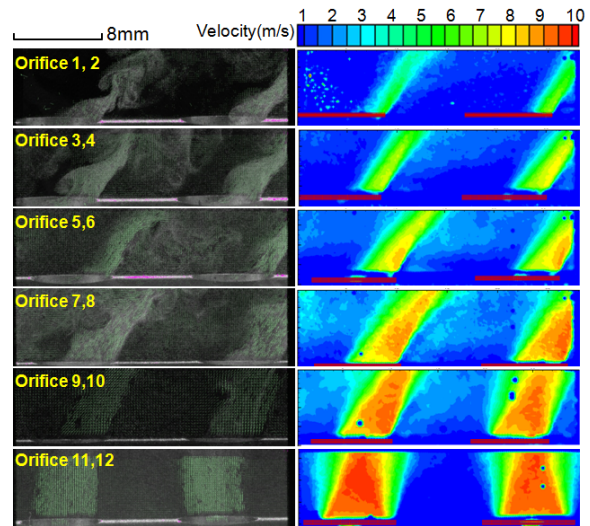 8mm
Velocity(m/s)
1 2 3 4 5 6 7 8 9 10
Orifice 1, 2
Orifice 3,4
Orifice 5,6
Orifice 7,8
Orifice 9,10
Orifice 11,12